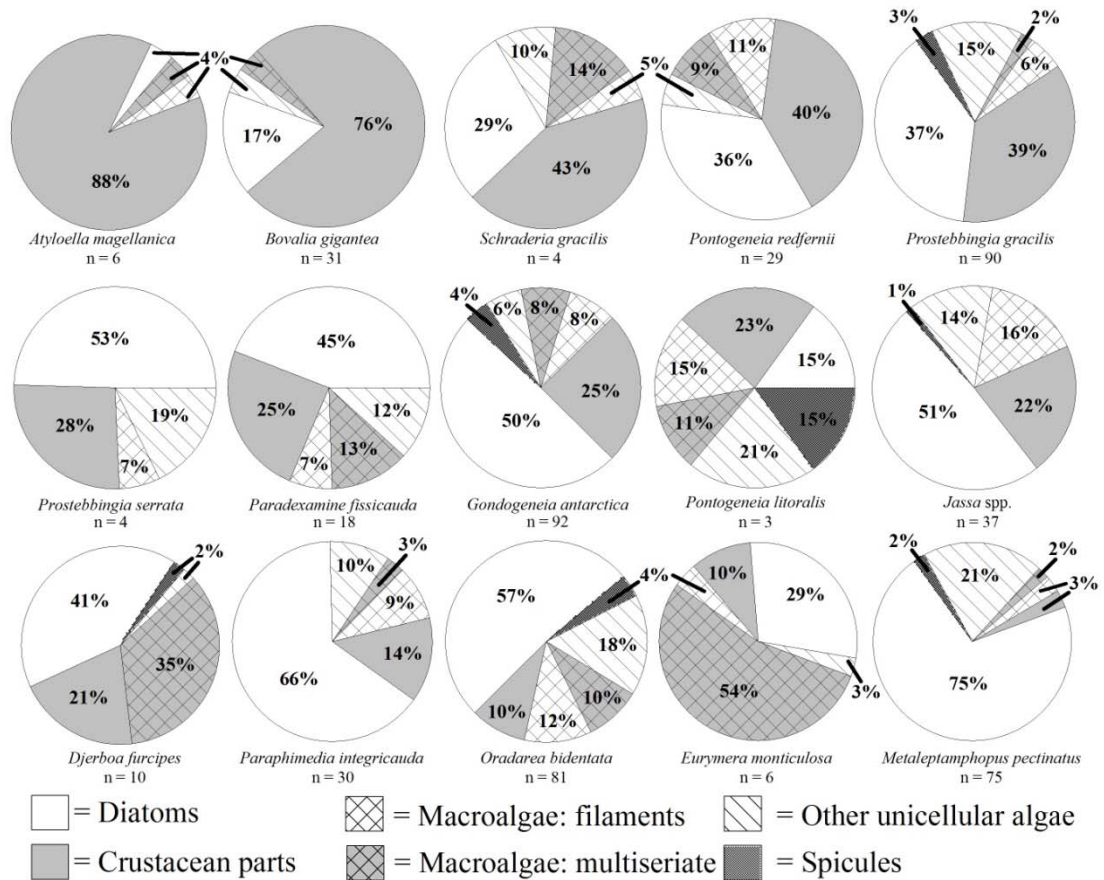 4%
88%
17%
76%
Atyloella magellanica
n = 6
Bovalia gigantea
n = 31
10%
14%
5%
29%
43%
Schraderia gracilis
n = 4
11%
9%
40%
36%
Pontogeneia redfernii
n = 29
3%
2%
15%
6%
37%
39%
Prostebbingia gracilis
n = 90
53%
28%
19%
7%
Prostebbingia serrata
n = 4
45%
25%
12%
13%
7%
Paradexamine fissicauda
n = 18
4%
6%
8%
8%
25%
50%
Gondogeneia antarctica
n = 92
23%
15%
15%
11%
15%
21%
Pontogeneia litoralis
n = 3
1%
14%
16%
51%
22%
Jassa spp.
n = 37
2%
41%
35%
21%
Djerboa furcipes
n = 10
3%
10%
9%
14%
66%
Paraphimedia integricauda
n = 30
57%
4%
18%
10%
10%
12%
Oradarea bidentata
n = 81
10%
29%
54%
3%
Eurymera monticulosa
n = 6
2%
21%
2%
3%
75%
Metaleptamphopus pectinatus
n = 75
= Diatoms
= Macroalgae: filaments
= Other unicellular algae
= Crustacean parts
= Macroalgae: multiseriate
= Spicules